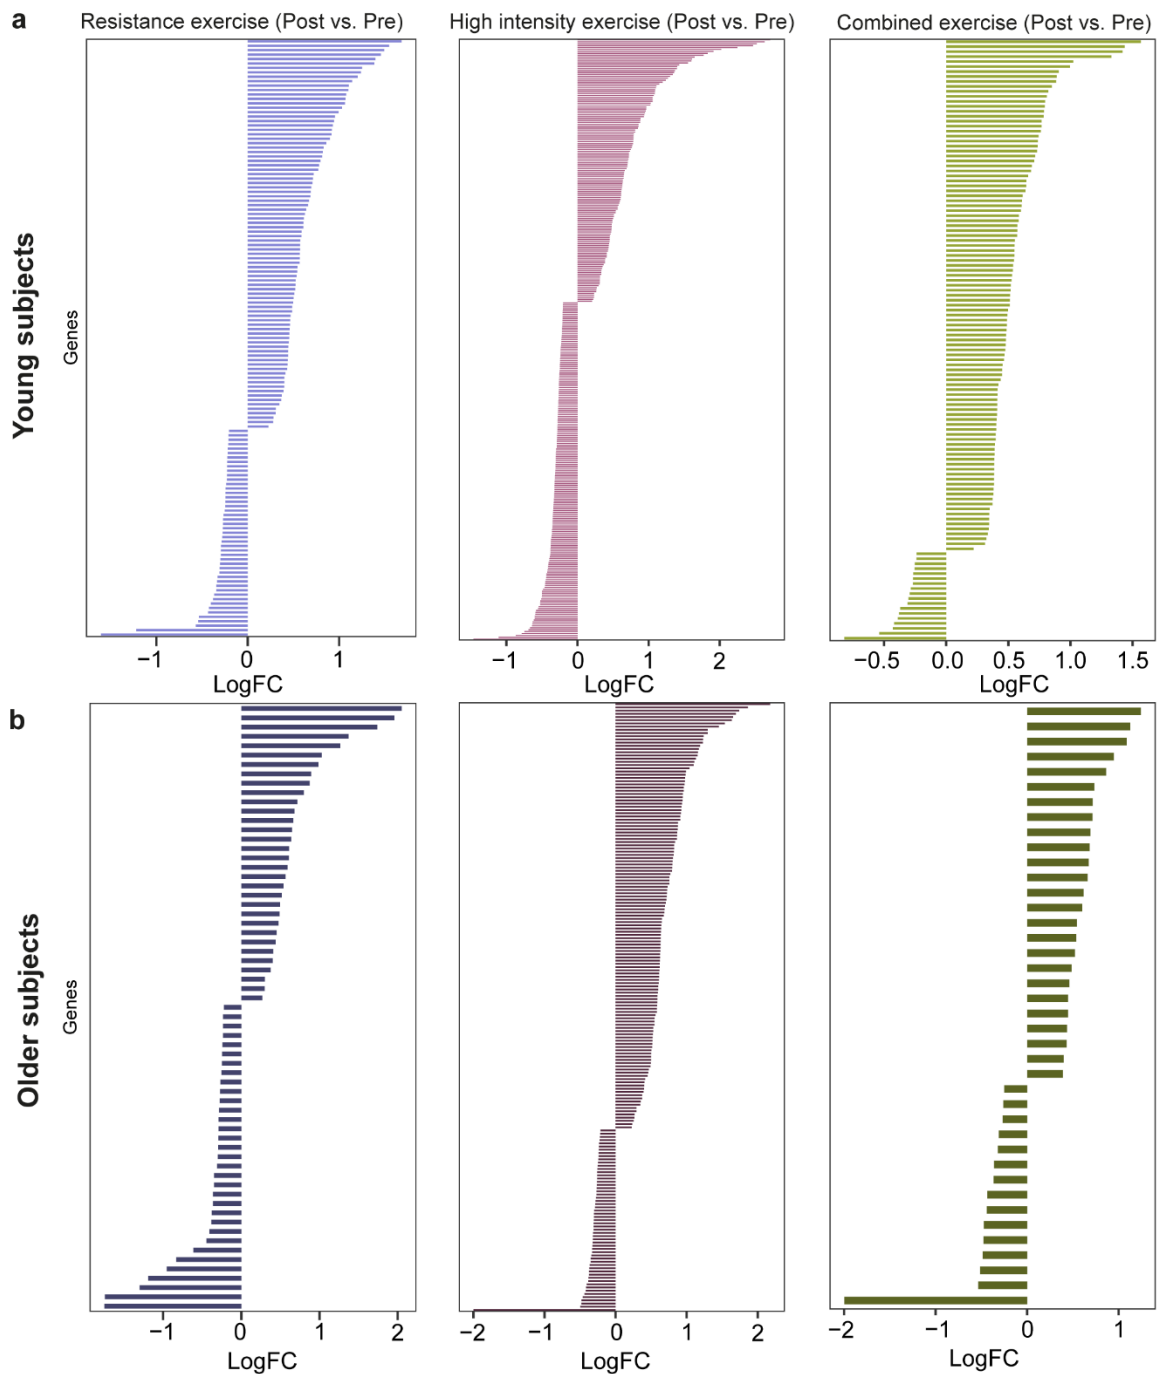 a
Resistance exercise (Post vs. Pre)
High intensity exercise (Post vs. Pre)
Combined exercise (Post vs. Pre)
Young subjects
Genes
−1 0 1
LogFC
−1 0 1 2
LogFC
−0.5 0.0 0.5 1.0 1.5
LogFC
b
Older subjects
Genes
−1 0 1 2
LogFC
−2 −1 0 1 2
LogFC
−2 −1 0 1
LogFC